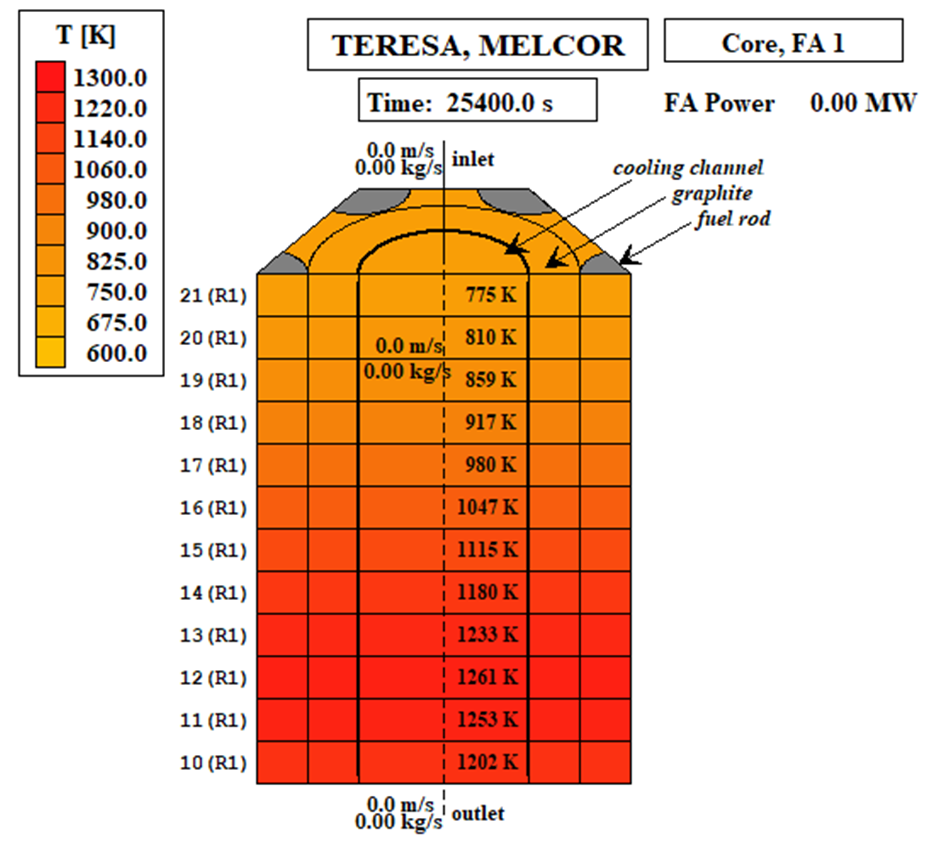 T [K]
1300.0
1220.0
1140.0
1060.0
980.0
900.0
825.0
750.0
675.0
600.0
TERESA, MELCOR
Core, FA 1
Time: 25400.0 s
FA Power 0.00 MW
0.0 m/s
0.00 kg/s
inlet
cooling channel
graphite
fuel rod
21 (R1) 775 K
20 (R1) 810 K
0.0 m/s
0.00 kg/s
19 (R1) 859 K
18 (R1) 917 K
17 (R1) 980 K
16 (R1) 1047 K
15 (R1) 1115 K
14 (R1) 1180 K
13 (R1) 1233 K
12 (R1) 1261 K
11 (R1) 1253 K
10 (R1) 1202 K
0.0 m/s
0.00 kg/s
outlet